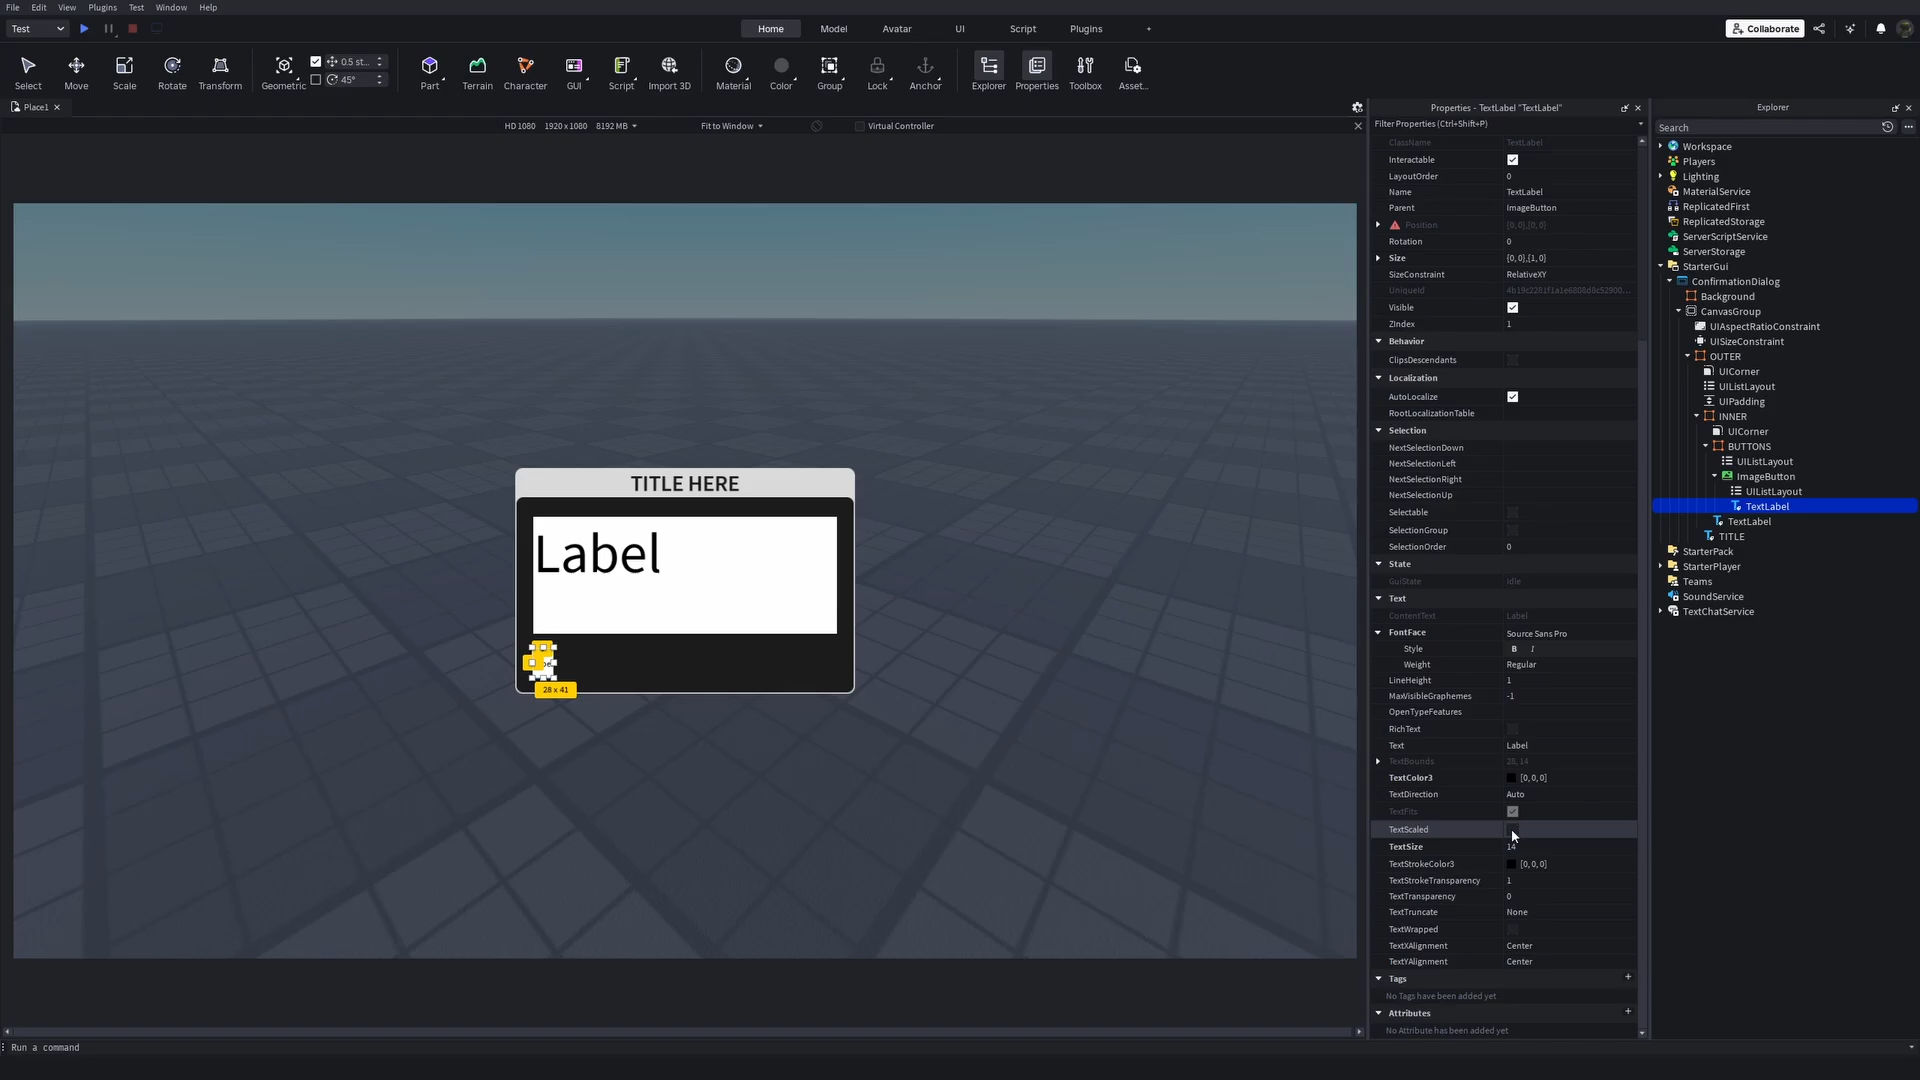 File Edit View Plugins Test Window Help
Test Home Model Avatar UI Script Plugins + Collaborate
Select Move Scale Rotate Transform Geometric 0.5 st... 45° Part Terrain Character GUI Script Import 3D Material Color Group Lock Anchor Explorer Properties Toolbox Asset...
Place1
HD 1080 1920 x 1080 8192 MB Fit to Window Virtual Controller
TITLE HERE
Label
28 x 41
Run a command
Properties - TextLabel "TextLabel"
Filter Properties (Ctrl+Shift+P)
ClassName TextLabel
Interactable
LayoutOrder 0
Name TextLabel
Parent ImageButton
Position {0, 0},{0, 0}
Rotation 0
Size {0, 0},{1, 0}
SizeConstraint RelativeXY
UniqueId
Visible
ZIndex 1
Behavior
ClipsDescendants
Localization
AutoLocalize
RootLocalizationTable
Selection
NextSelectionDown
NextSelectionLeft
NextSelectionRight
NextSelectionUp
Selectable
SelectionGroup
SelectionOrder 0
State
GuiState Idle
Text
ContentText Label
FontFace Source Sans Pro
Style B I
Weight Regular
LineHeight 1
MaxVisibleGraphemes -1
OpenTypeFeatures
RichText
Text Label
TextBounds 28, 14
TextColor3 [0, 0, 0]
TextDirection Auto
TextFits
TextScaled
TextSize 14
TextStrokeColor3 [0, 0, 0]
TextStrokeTransparency 1
TextTransparency 0
TextTruncate None
TextWrapped
TextXAlignment Center
TextYAlignment Center
Tags +
No Tags have been added yet
Attributes +
No Attribute has been added yet
Explorer
Search
Workspace
Players
Lighting
MaterialService
ReplicatedFirst
ReplicatedStorage
ServerScriptService
ServerStorage
StarterGui
ConfirmationDialog
Background
CanvasGroup
UIAspectRatioConstraint
UISizeConstraint
OUTER
UICorner
UIListLayout
UIPadding
INNER
UICorner
BUTTONS
UIListLayout
ImageButton
UIListLayout
TextLabel
TextLabel
TITLE
StarterPack
StarterPlayer
Teams
SoundService
TextChatService